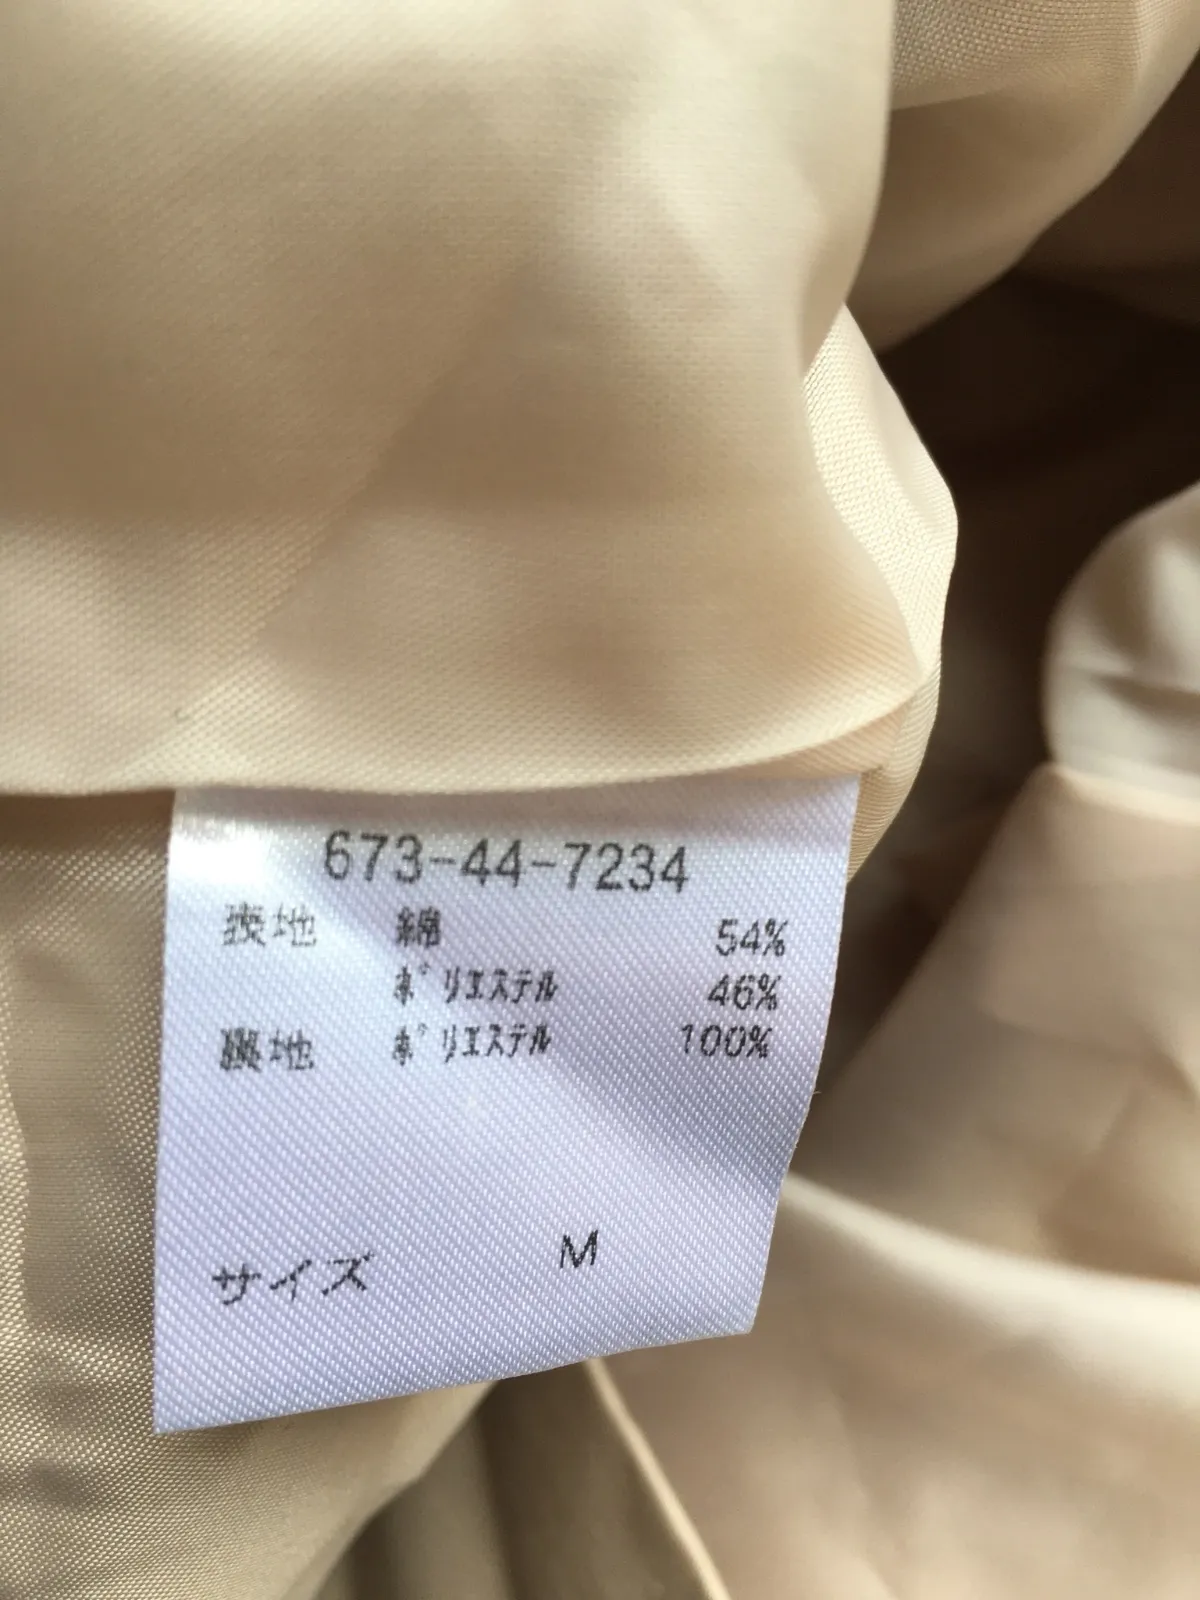 673-44-7234
表地 綿 54%
ポリエステル 46%
裏地 ポリエステル 100%
サイズ M